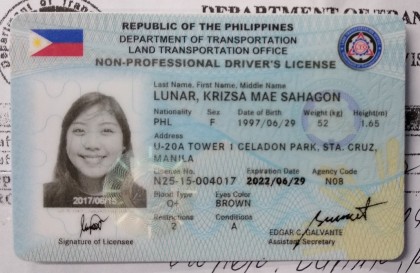 REPUBLIC OF THE PHILIPPINES
DEPARTMENT OF TRANSPORTATION
LAND TRANSPORTATION OFFICE
NON-PROFESSIONAL DRIVER'S LICENSE
Last Name, First Name, Middle Name
LUNAR, KRIZSA MAE SAHAGON
Nationality Sex Date of Birth Weight (kg) Height(m)
PHL F 1997/06/29 52 1.65
Address
U-20A TOWER 1 CELADON PARK, STA. CRUZ,
MANILA
License No. Expiration Date Agency Code
N25-15-004017 2022/06/29 N08
Blood Type Eyes Color
O+ BROWN
Restrictions Conditions
2 A
2017/06/15
Signature of Licensee
EDGAR C. GALVANTE
Assistant Secretary